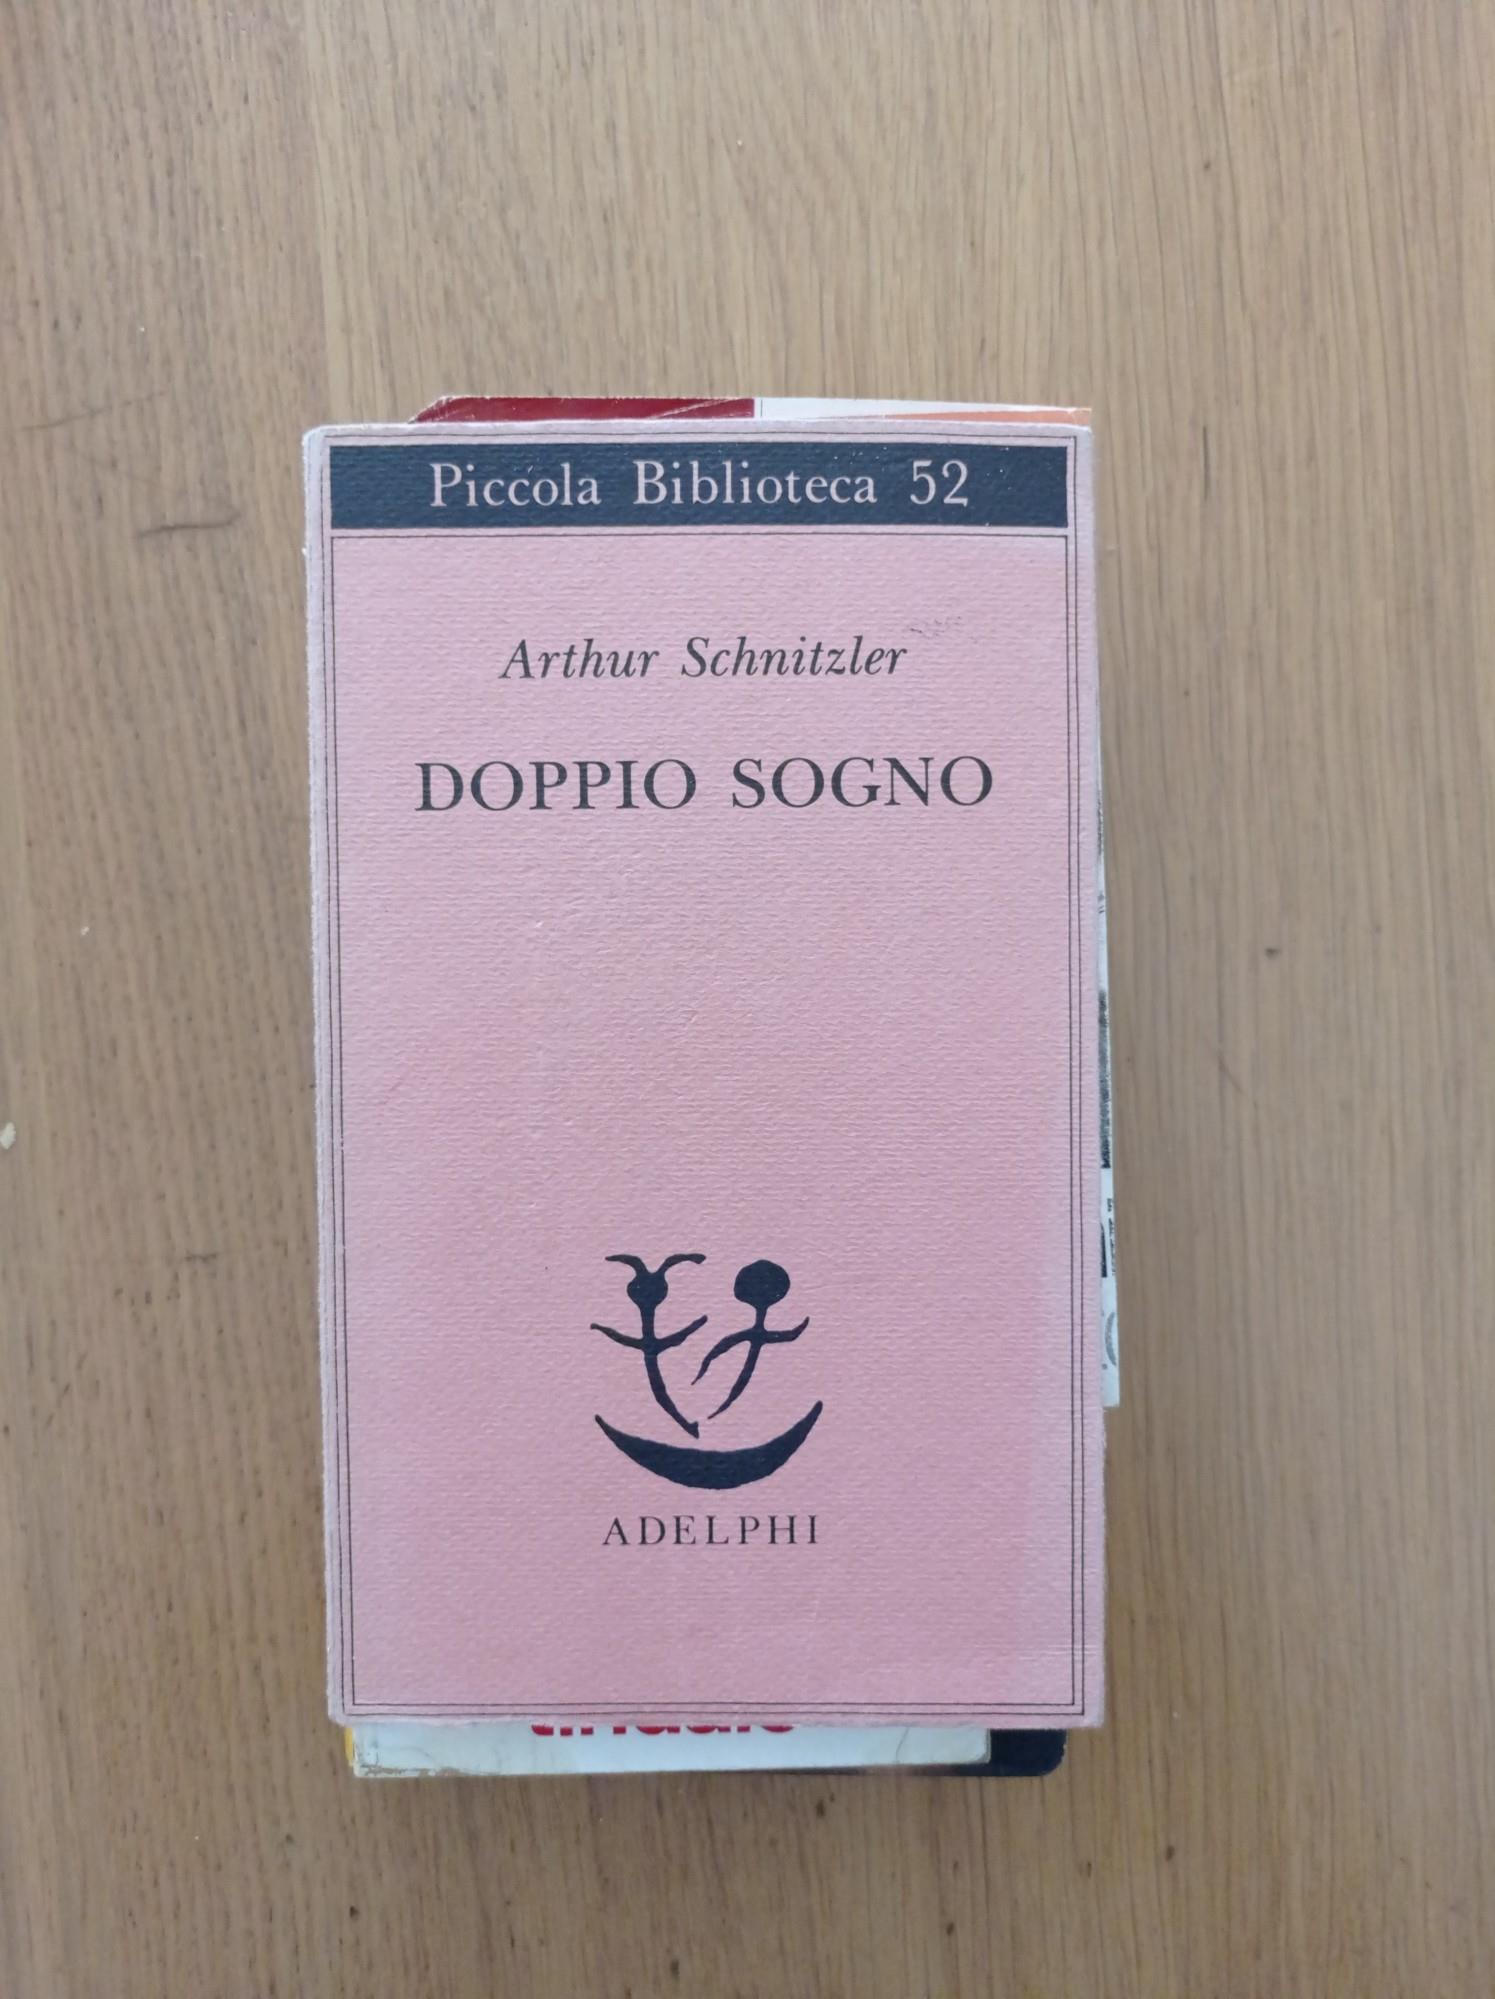 Piccola Biblioteca 52
Arthur Schnitzler
DOPPIO SOGNO
ADELPHI